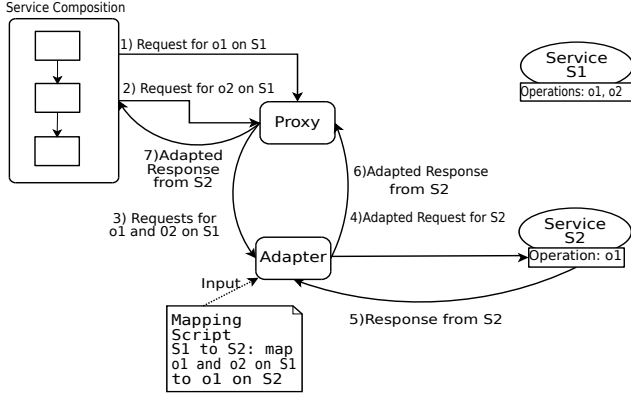 Service Composition
1) Request for o1 on S1
2) Request for o2 on S1
Proxy
Service
S1
Operations: o1, o2
7)Adapted
Response
from S2
6)Adapted Response
from S2
3) Requests for
o1 and 02 on S1
4)Adapted Request for S2
Service
S2
Operation: o1
Adapter
Input
5)Response from S2
Mapping
Script
S1 to S2: map
o1 and o2 on S1
to o1 on S2